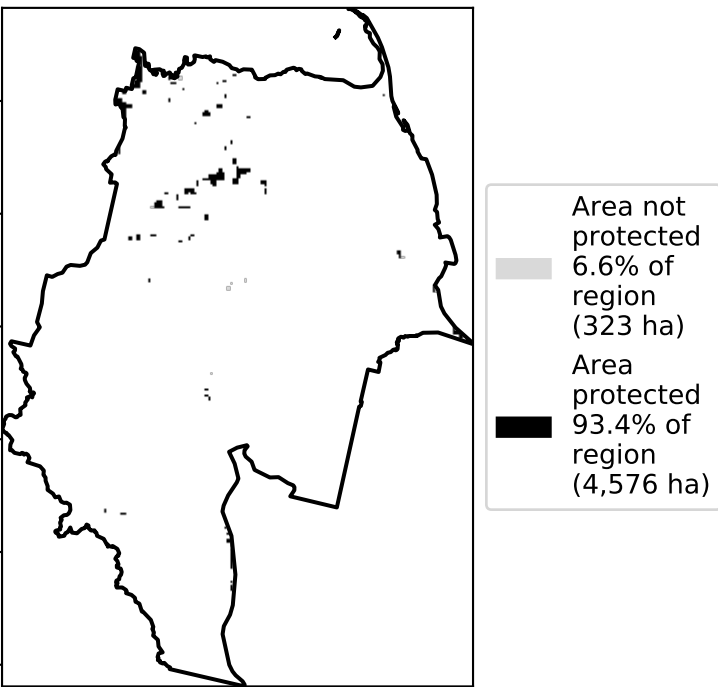 Area not
protected
6.6% of
region
(323 ha)
Area
protected
93.4% of
region
(4,576 ha)